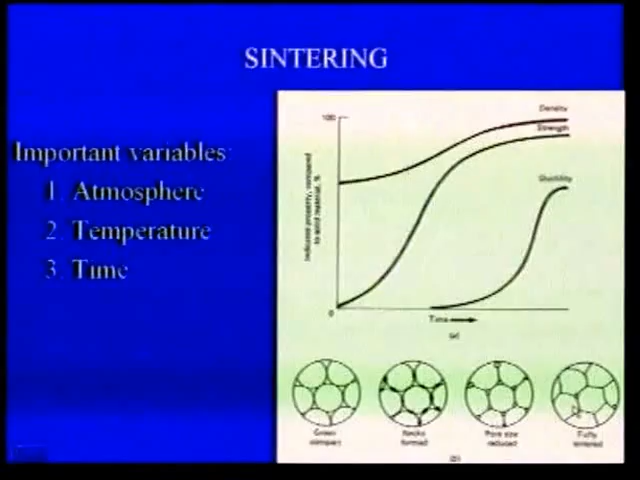 SINTERING
Important variables:
1. Atmosphere
2. Temperature
3. Time
Density
Strength
Ductility
100
Indicated property, compared
to solid material, %
0
Time
(a)
Green
compact
Necks
formed
Pore size
reduced
Fully
sintered
(b)